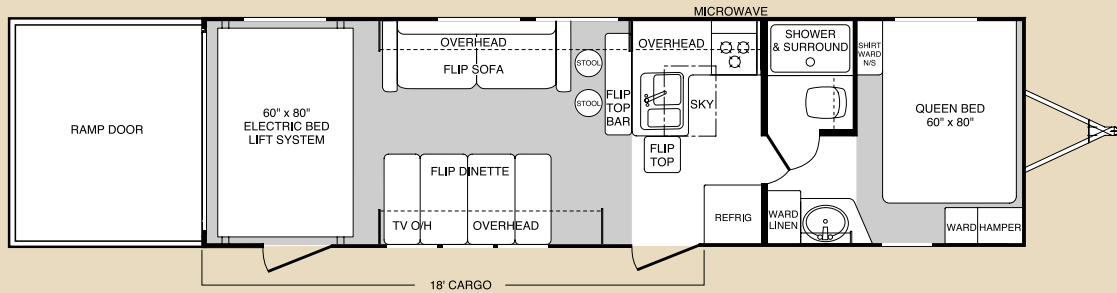 MICROWAVE
RAMP DOOR
60" x 80"
ELECTRIC BED
LIFT SYSTEM
OVERHEAD
FLIP SOFA
STOOL
STOOL
FLIP
TOP
BAR
OVERHEAD
SKY
FLIP
TOP
SHOWER
& SURROUND
SHIRT
WARD
N/S
QUEEN BED
60" x 80"
FLIP DINETTE
TV O/H
OVERHEAD
REFRIG
WARD
LINEN
WARD
HAMPER
18' CARGO